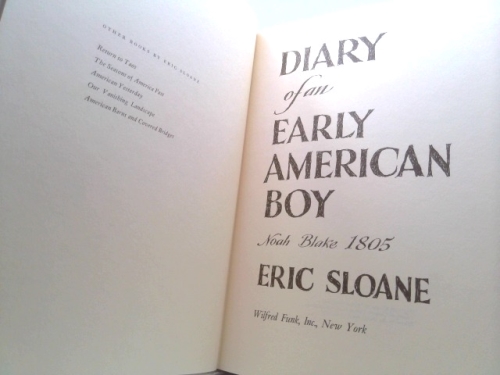 OTHER BOOKS BY ERIC SLOANE
Return to Taos
The Seasons of America Past
American Yesterday
Our Vanishing Landscape
American Barns and Covered Bridges
DIARY
of an
EARLY
AMERICAN
BOY
Noah Blake 1805
ERIC SLOANE
Wilfred Funk, Inc., New York